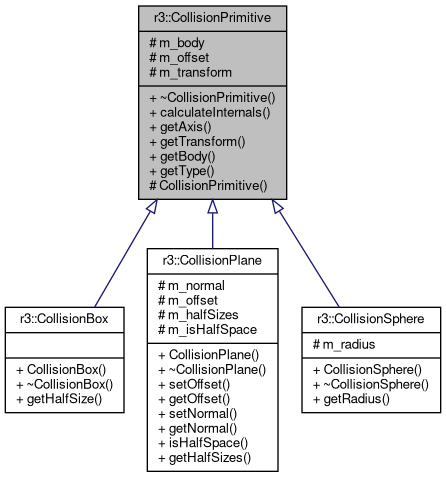 r3::CollisionPrimitive
# m_body
# m_offset
# m_transform
+ ~CollisionPrimitive()
+ calculateInternals()
+ getAxis()
+ getTransform()
+ getBody()
+ getType()
# CollisionPrimitive()
r3::CollisionBox
+ CollisionBox()
+ ~CollisionBox()
+ getHalfSize()
r3::CollisionPlane
# m_normal
# m_offset
# m_halfSizes
# m_isHalfSpace
+ CollisionPlane()
+ ~CollisionPlane()
+ setOffset()
+ getOffset()
+ setNormal()
+ getNormal()
+ isHalfSpace()
+ getHalfSizes()
r3::CollisionSphere
# m_radius
+ CollisionSphere()
+ ~CollisionSphere()
+ getRadius()